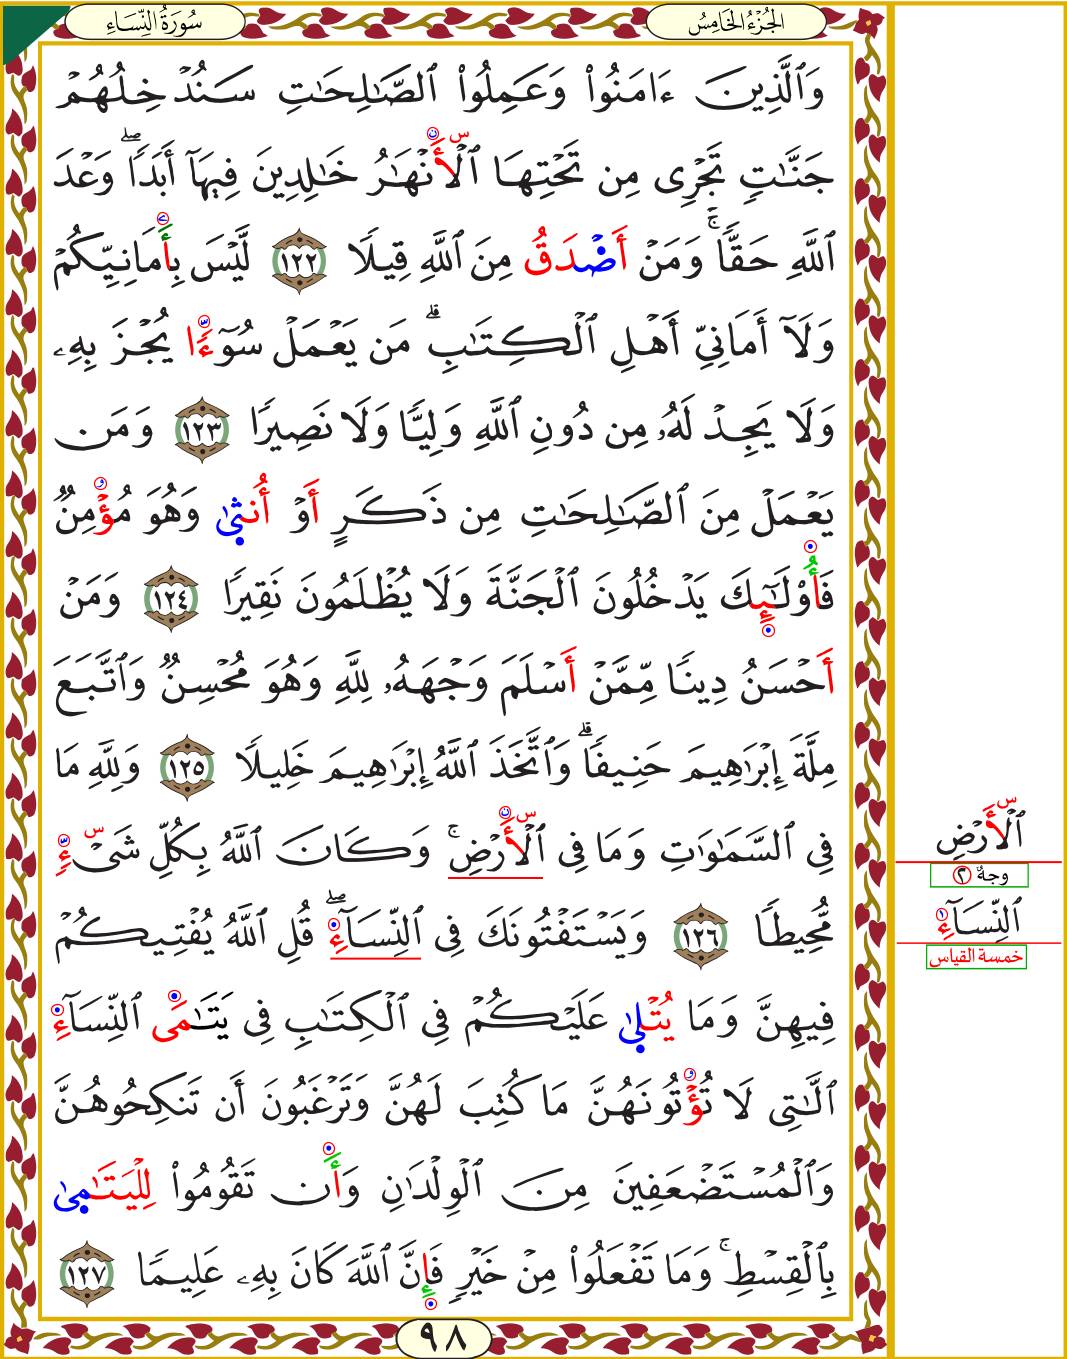 سُورَةُ النِّسَاءِ
الجُزْءُ الخَامِسُ
وَٱلَّذِينَ ءَامَنُوا۟ وَعَمِلُوا۟ ٱلصَّـٰلِحَـٰتِ سَنُدْخِلُهُمْ
جَنَّـٰتٍ تَجْرِى مِن تَحْتِهَا ٱلْأَنْهَـٰرُ خَـٰلِدِينَ فِيهَآ أَبَدًا ۖ وَعْدَ
ٱللَّهِ حَقًّا ۚ وَمَنْ أَصْدَقُ مِنَ ٱللَّهِ قِيلًا ١٢٢ لَّيْسَ بِأَمَانِيِّكُمْ
وَلَآ أَمَانِىِّ أَهْلِ ٱلْكِتَـٰبِ ۗ مَن يَعْمَلْ سُوٓءًا يُجْزَ بِهِۦ
وَلَا يَجِدْ لَهُۥ مِن دُونِ ٱللَّهِ وَلِيًّا وَلَا نَصِيرًا ١٢٣ وَمَن
يَعْمَلْ مِنَ ٱلصَّـٰلِحَـٰتِ مِن ذَكَرٍ أَوْ أُنثَىٰ وَهُوَ مُؤْمِنٌ
فَأُو۟لَـٰٓئِكَ يَدْخُلُونَ ٱلْجَنَّةَ وَلَا يُظْلَمُونَ نَقِيرًا ١٢٤ وَمَنْ
أَحْسَنُ دِينًا مِّمَّنْ أَسْلَمَ وَجْهَهُۥ لِلَّهِ وَهُوَ مُحْسِنٌ وَٱتَّبَعَ
مِلَّةَ إِبْرَٰهِيمَ حَنِيفًا ۗ وَٱتَّخَذَ ٱللَّهُ إِبْرَٰهِيمَ خَلِيلًا ١٢٥ وَلِلَّهِ مَا
فِى ٱلسَّمَـٰوَٰتِ وَمَا فِى ٱلْأَرْضِ ۚ وَكَانَ ٱللَّهُ بِكُلِّ شَىْءٍ
مُّحِيطًا ١٢٦ وَيَسْتَفْتُونَكَ فِى ٱلنِّسَآءِ ۖ قُلِ ٱللَّهُ يُفْتِيكُمْ
فِيهِنَّ وَمَا يُتْلَىٰ عَلَيْكُمْ فِى ٱلْكِتَـٰبِ فِى يَتَـٰمَى ٱلنِّسَآءِ
ٱلَّـٰتِى لَا تُؤْتُونَهُنَّ مَا كُتِبَ لَهُنَّ وَتَرْغَبُونَ أَن تَنكِحُوهُنَّ
وَٱلْمُسْتَضْعَفِينَ مِنَ ٱلْوِلْدَٰنِ وَأَن تَقُومُوا۟ لِلْيَتَـٰمَىٰ
بِٱلْقِسْطِ ۚ وَمَا تَفْعَلُوا۟ مِنْ خَيْرٍ فَإِنَّ ٱللَّهَ كَانَ بِهِۦ عَلِيمًا ١٢٧
٩٨
ٱلْأَرْضِ
وجهٌ ٢
ٱلنِّسَآءِ
خمسة القياس